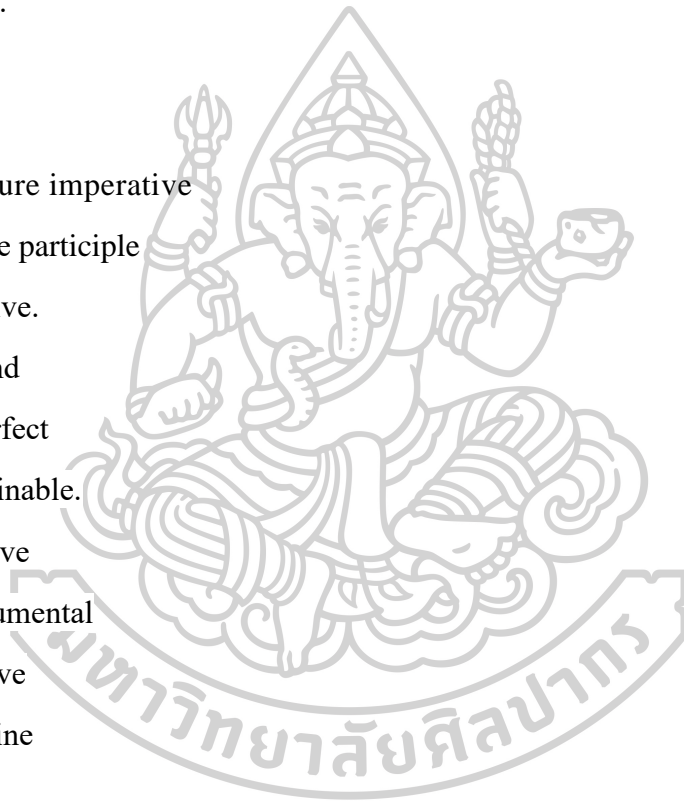 .
ure imperative
e participle
ve.
nd
rfect
inable.
ve
umental
ve
ine
มหาวิทยาลัยศิลปากร